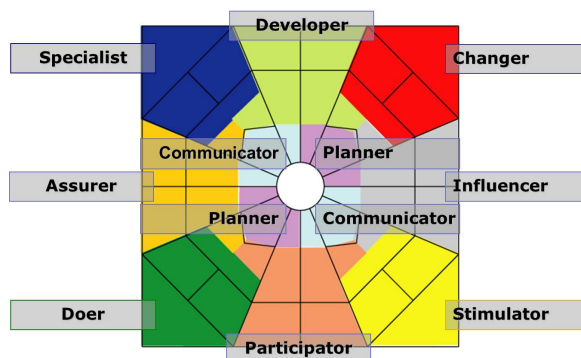 Developer
Specialist
Changer
Communicator
Planner
Assurer
Influencer
Planner
Communicator
Doer
Stimulator
Participator